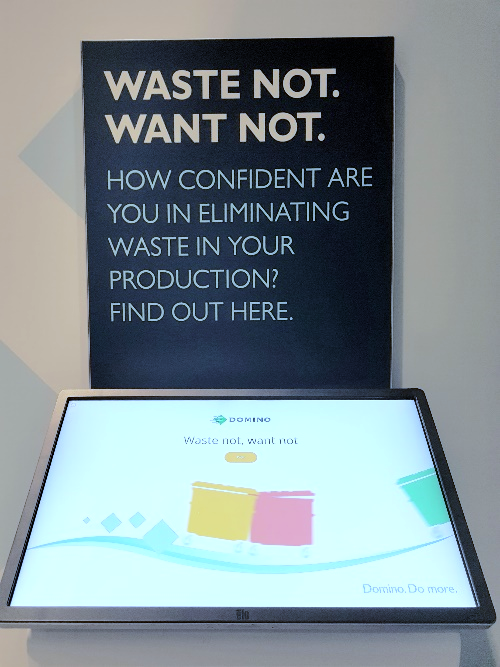 WASTE NOT.
WANT NOT.
HOW CONFIDENT ARE
YOU IN ELIMINATING
WASTE IN YOUR
PRODUCTION?
FIND OUT HERE.
DOMINO
Waste not, want not
Domino. Do more.
elo